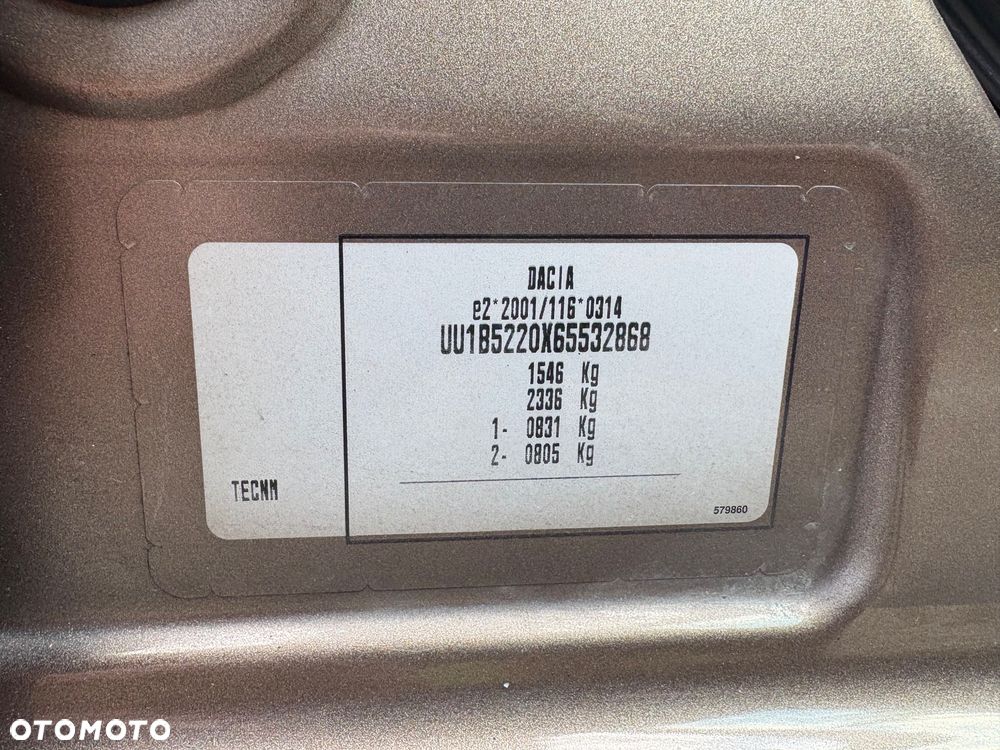 DACIA
e2*2001/116*0314
UU1B5220X65532868
1546 Kg
2336 Kg
1- 0831 Kg
2- 0805 Kg
TECNM
579860
OTOMOTO